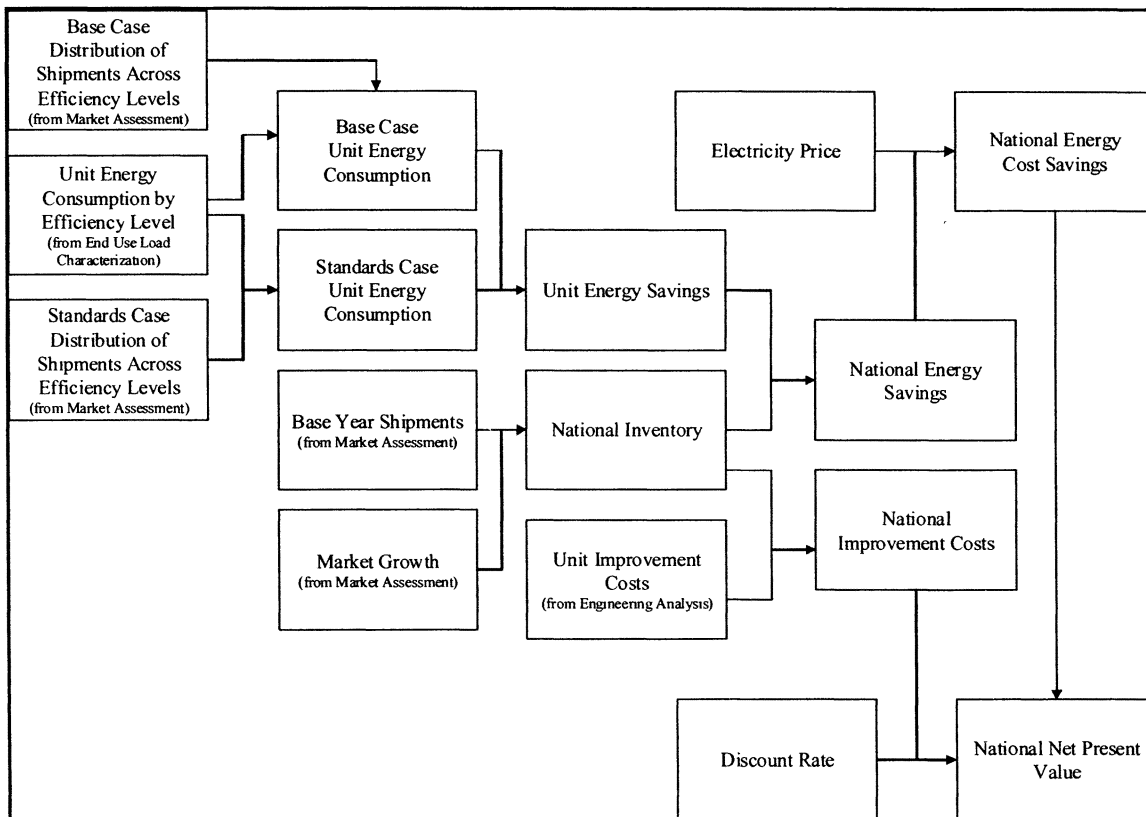 Base Case
Distribution of
Shipments Across
Efficiency Levels
(from Market Assessment)
Unit Energy
Consumption by
Efficiency Level
(from End Use Load
Characterization)
Standards Case
Distribution of
Shipments Across
Efficiency Levels
(from Market Assessment)
Base Case
Unit Energy
Consumption
Standards Case
Unit Energy
Consumption
Base Year Shipments
(from Market Assessment)
Market Growth
(from Market Assessment)
Unit Energy Savings
National Inventory
Unit Improvement
Costs
(from Engineering Analysis)
Electricity Price
National Energy
Cost Savings
National Energy
Savings
National
Improvement Costs
Discount Rate
National Net Present
Value